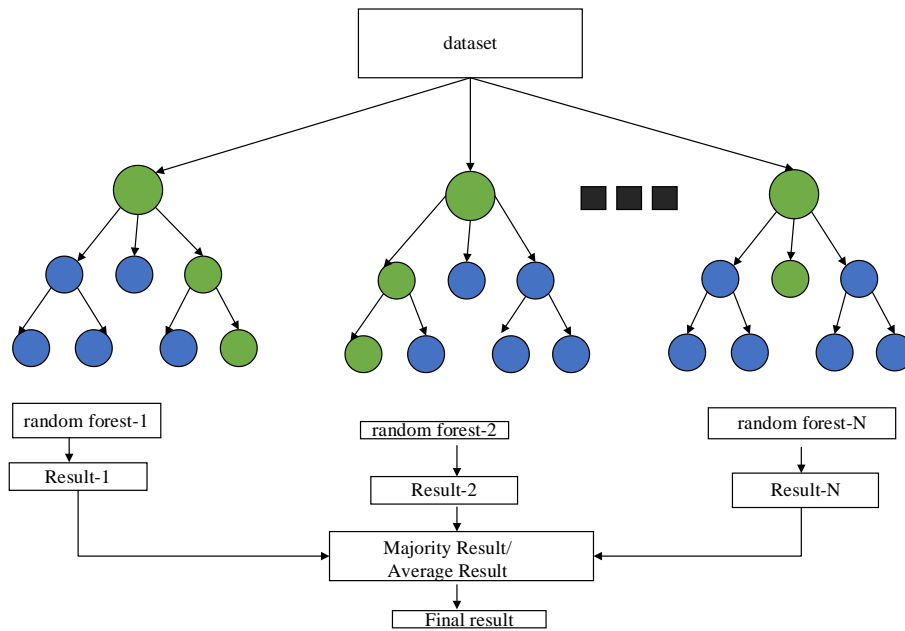 dataset
random forest-1
random forest-2
random forest-N
Result-1
Result-2
Result-N
Majority Result/
Average Result
Final result